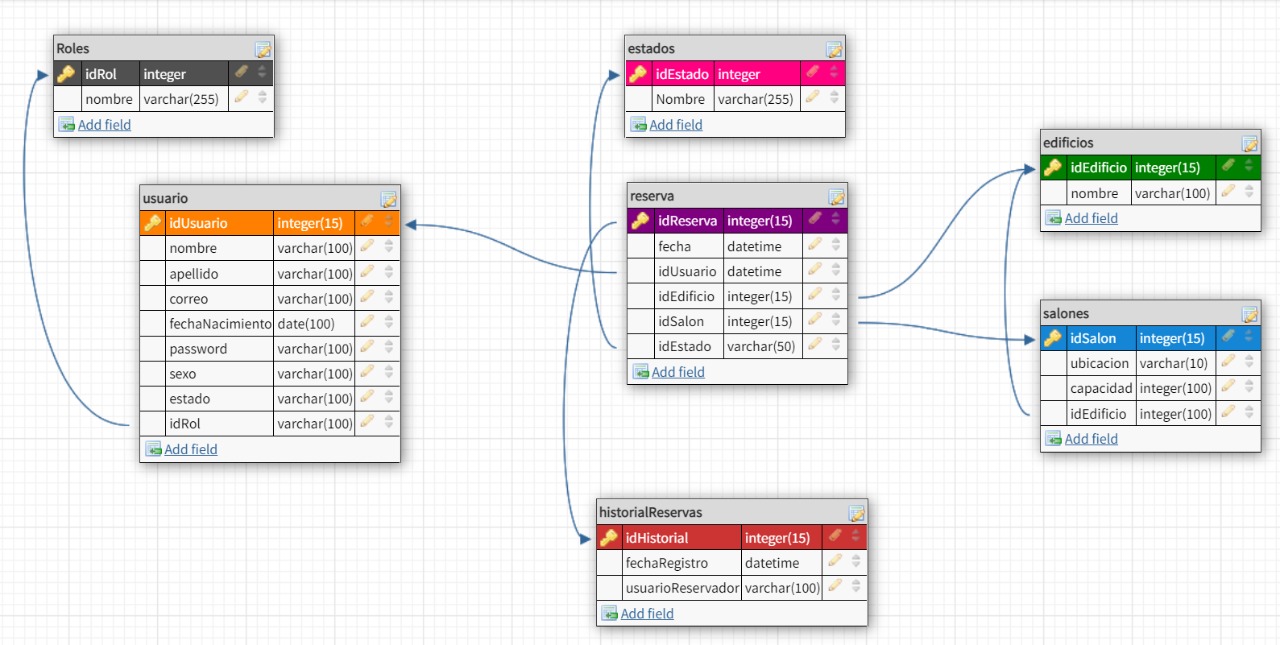 Roles
idRol integer
nombre varchar(255)
Add field
estados
idEstado integer
Nombre varchar(255)
Add field
edificios
idEdificio integer(15)
nombre varchar(100)
Add field
usuario
idUsuario integer(15)
nombre varchar(100)
apellido varchar(100)
correo varchar(100)
fechaNacimiento date(100)
password varchar(100)
sexo varchar(100)
estado varchar(100)
idRol varchar(100)
Add field
reserva
idReserva integer(15)
fecha datetime
idUsuario datetime
idEdificio integer(15)
idSalon integer(15)
idEstado varchar(50)
Add field
salones
idSalon integer(15)
ubicacion varchar(10)
capacidad integer(100)
idEdificio integer(100)
Add field
historialReservas
idHistorial integer(15)
fechaRegistro datetime
usuarioReservador varchar(100)
Add field